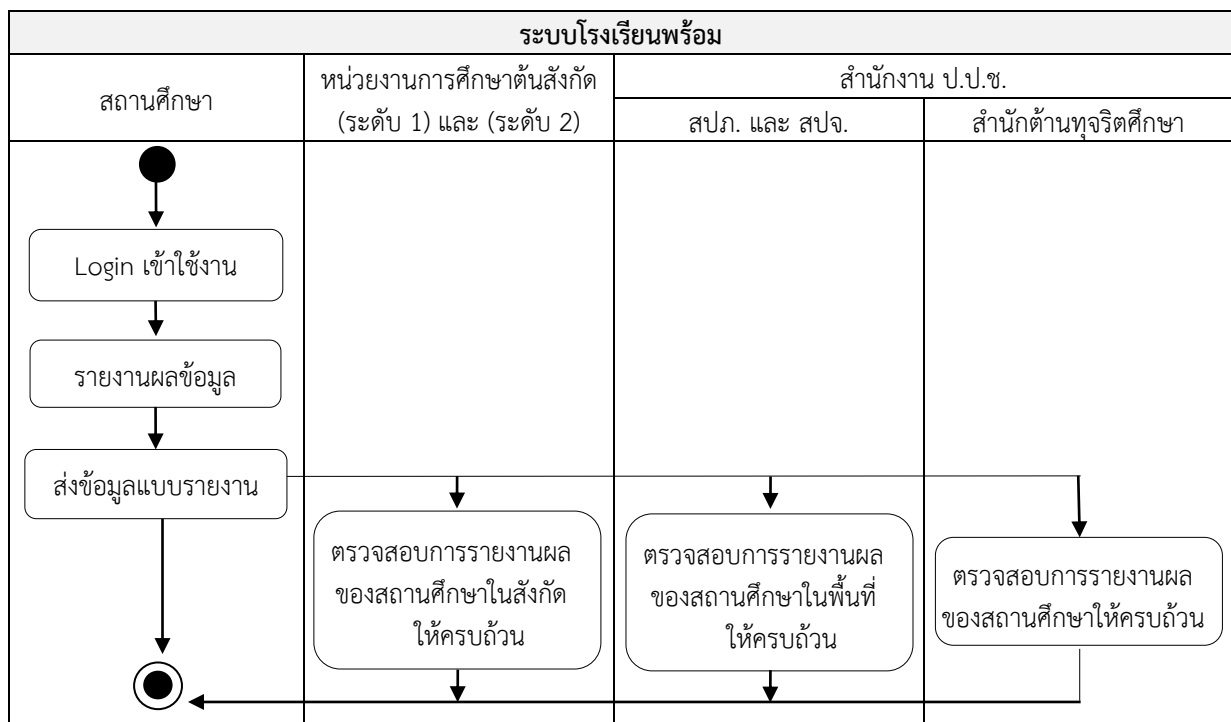 ระบบโรงเรียนพร้อม
สถานศึกษา
หน่วยงานการศึกษาต้นสังกัด
(ระดับ 1) และ (ระดับ 2)
สำนักงาน ป.ป.ช.
สปภ. และ สปจ.
สำนักต้านทุจริตศึกษา
Login เข้าใช้งาน
รายงานผลข้อมูล
ส่งข้อมูลแบบรายงาน
ตรวจสอบการรายงานผล
ของสถานศึกษาในสังกัด
ให้ครบถ้วน
ตรวจสอบการรายงานผล
ของสถานศึกษาในพื้นที่
ให้ครบถ้วน
ตรวจสอบการรายงานผล
ของสถานศึกษาให้ครบถ้วน